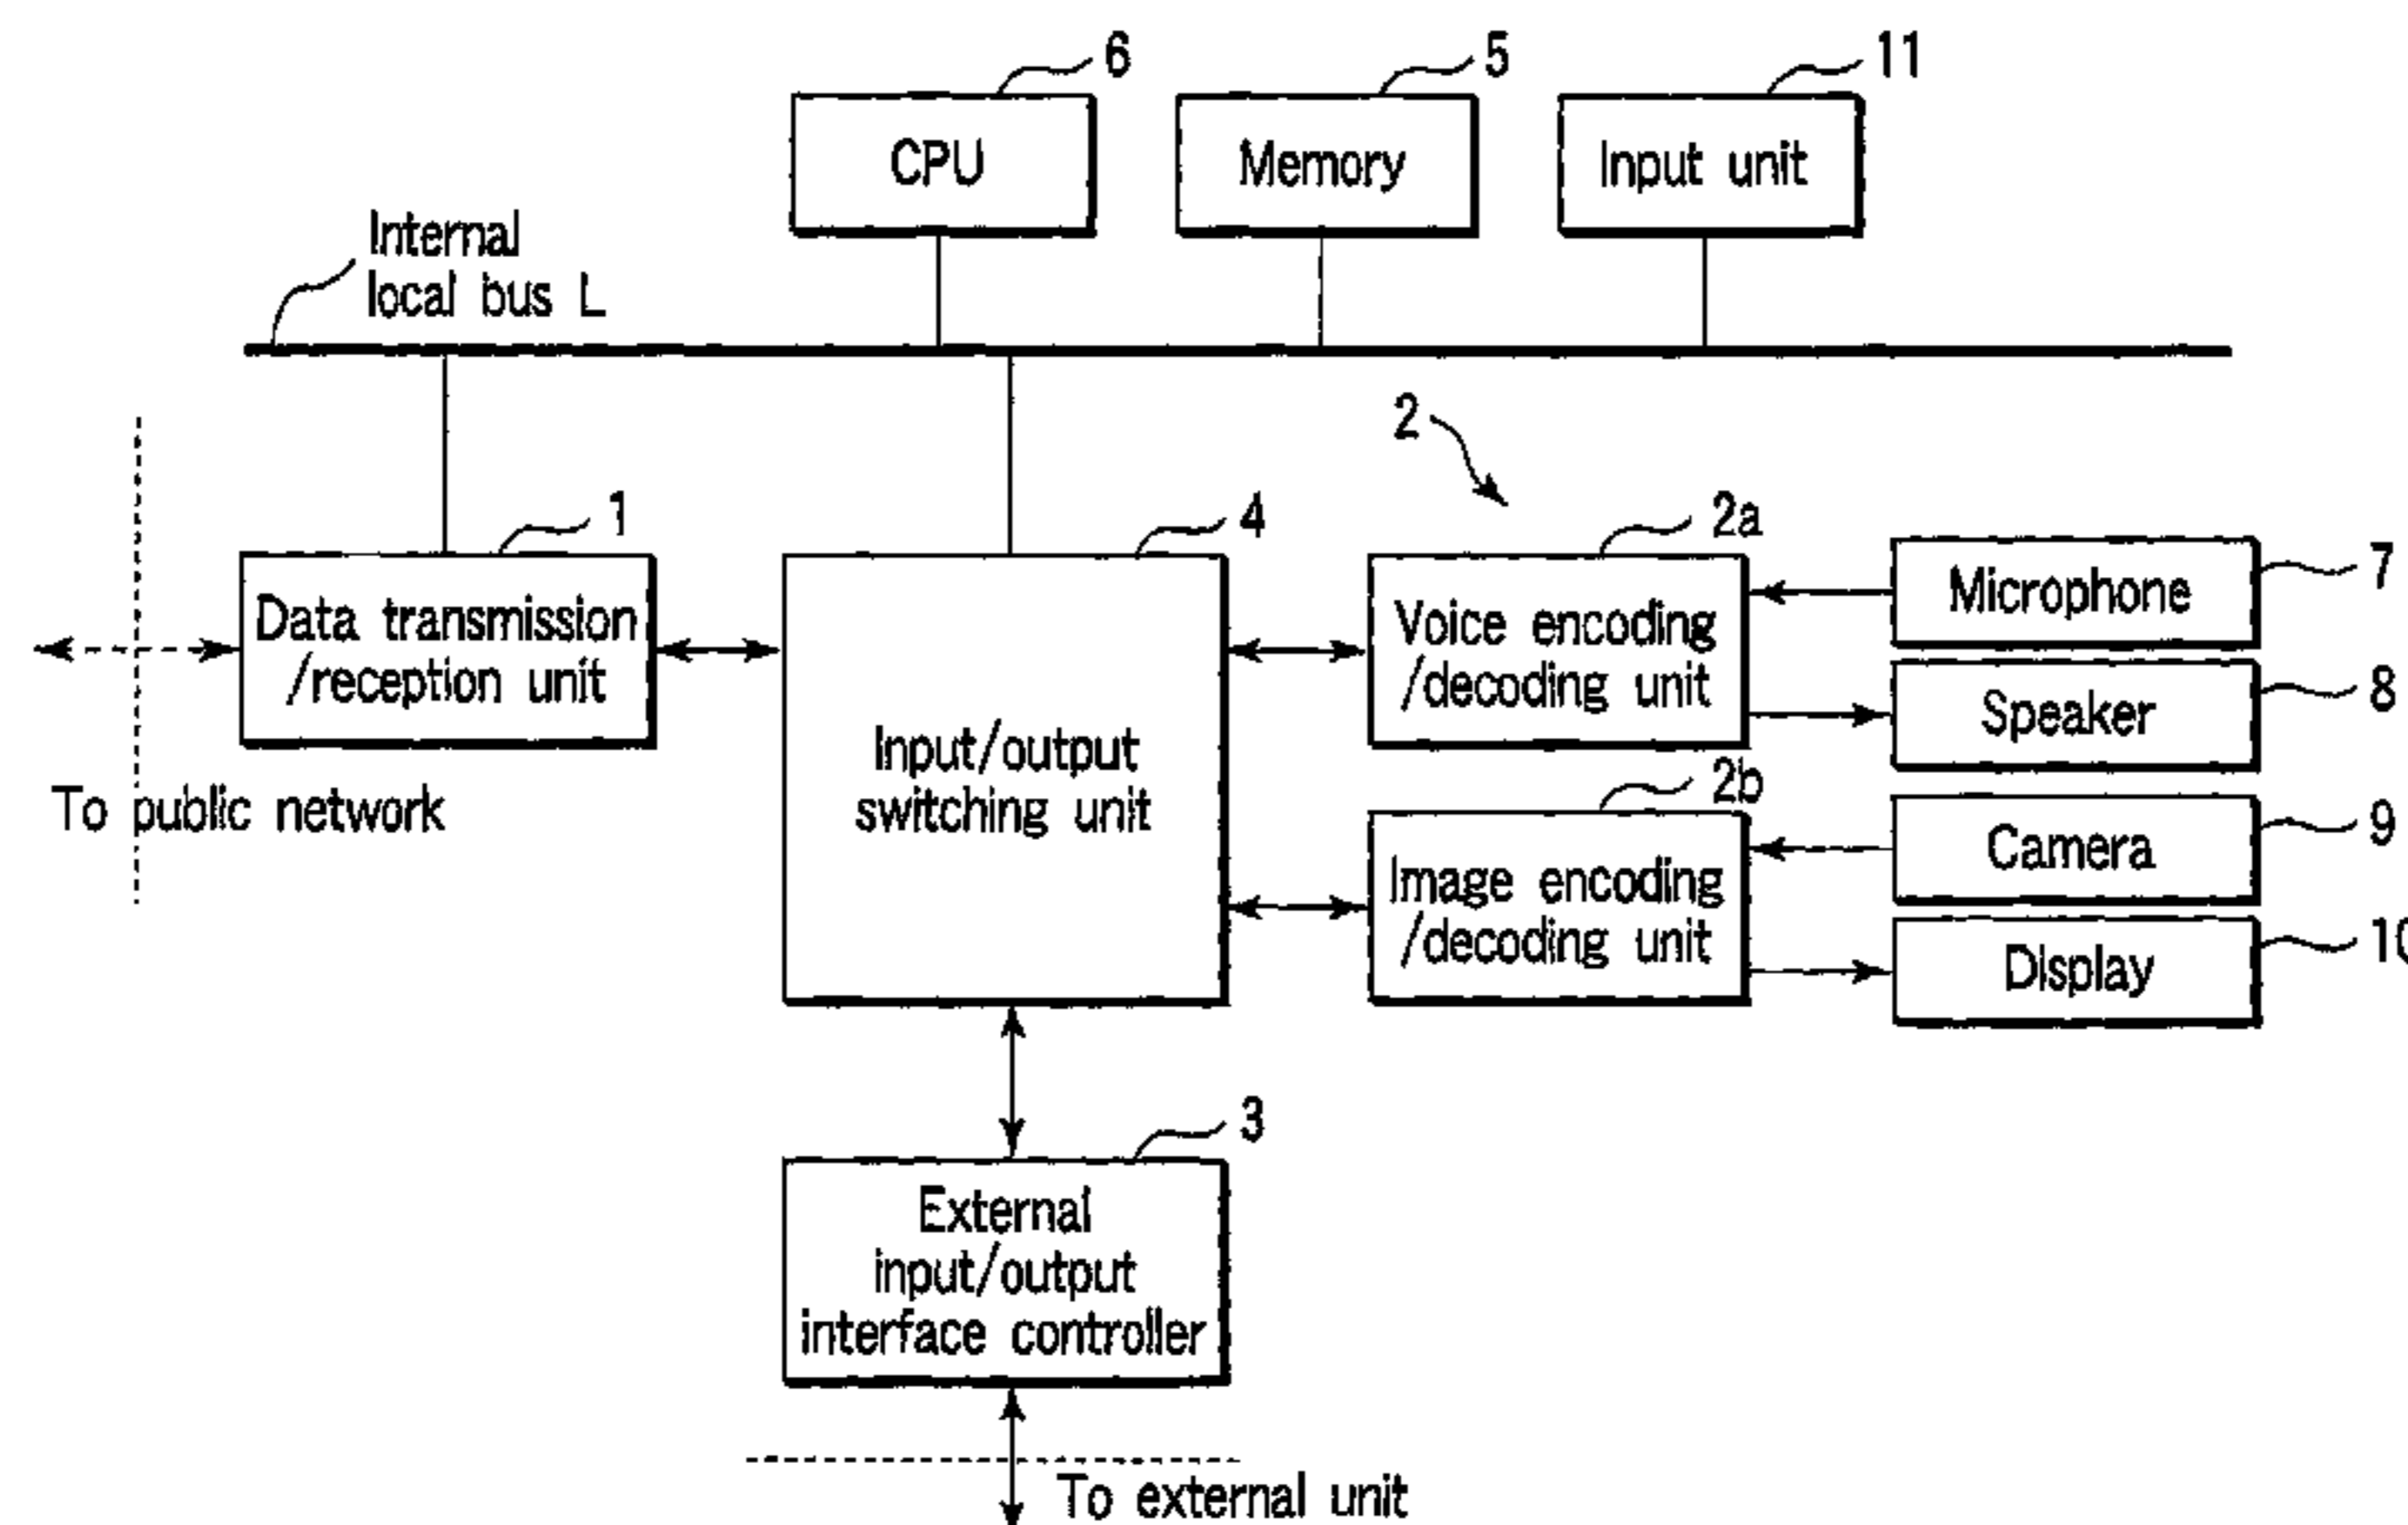 6
5
11
CPU
Memory
Input unit
Internal
local bus L
2
1
4
2a
Data transmission
/reception unit
Voice encoding
/decoding unit
Microphone
7
Speaker
8
Input/output
switching unit
2b
To public network
Image encoding
/decoding unit
Camera
9
Display
10
3
External
input/output
interface controller
To external unit